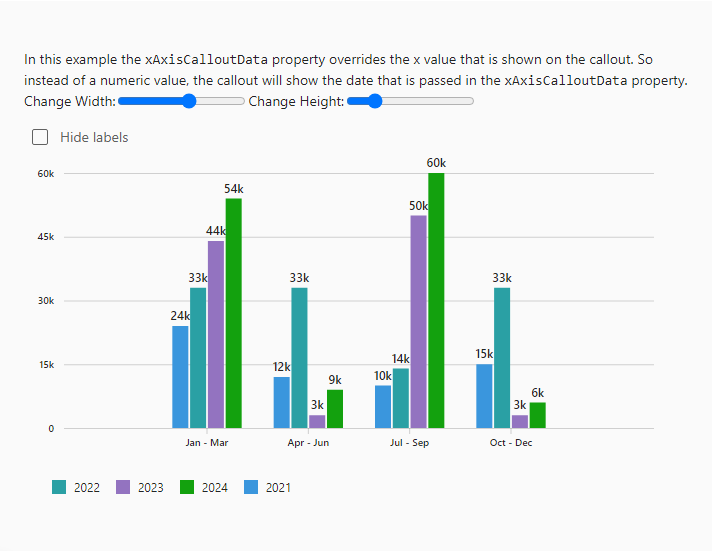 In this example the xAxisCalloutData property overrides the x value that is shown on the callout. So
instead of a numeric value, the callout will show the date that is passed in the xAxisCalloutData property.
Change Width: Change Height:
Hide labels
60k
45k
30k
15k
0
24k 33k 44k 54k
12k 33k 3k 9k
10k 14k 50k 60k
15k 33k 3k 6k
Jan - Mar Apr - Jun Jul - Sep Oct - Dec
2022 2023 2024 2021